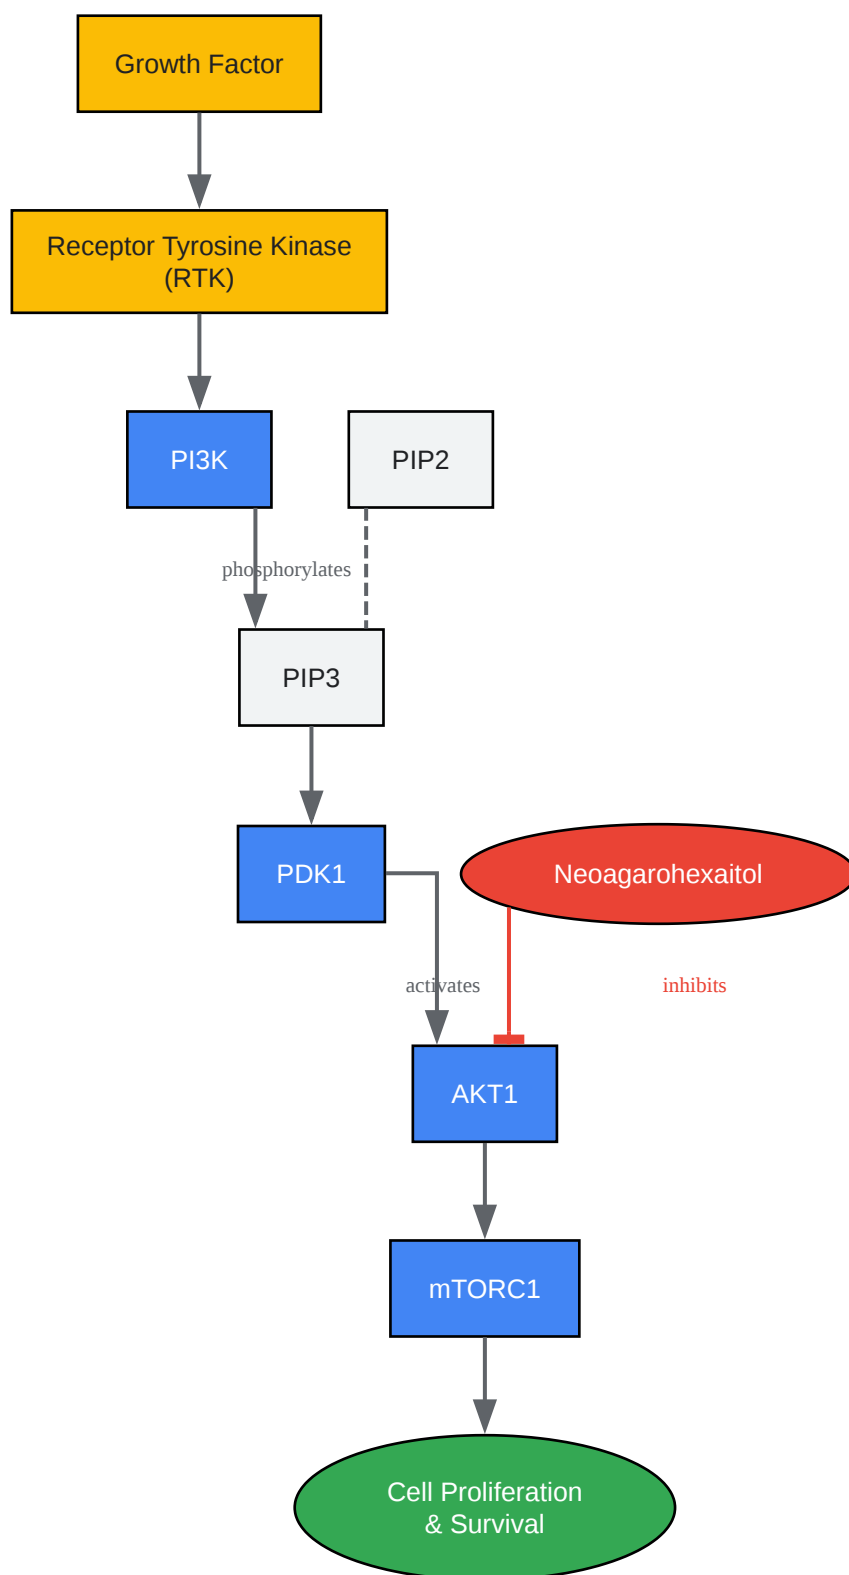 Growth Factor
Receptor Tyrosine Kinase
(RTK)
PI3K
PIP2
phosphorylates
PIP3
PDK1
Neoagarohexaitol
activates
inhibits
AKT1
mTORC1
Cell Proliferation
& Survival